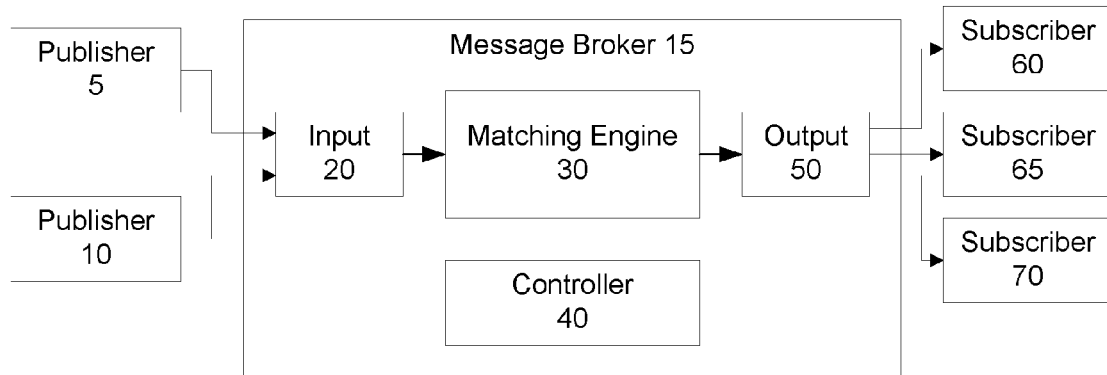 Publisher
5
Publisher
10
Message Broker 15
Input
20
Matching Engine
30
Controller
40
Output
50
Subscriber
60
Subscriber
65
Subscriber
70